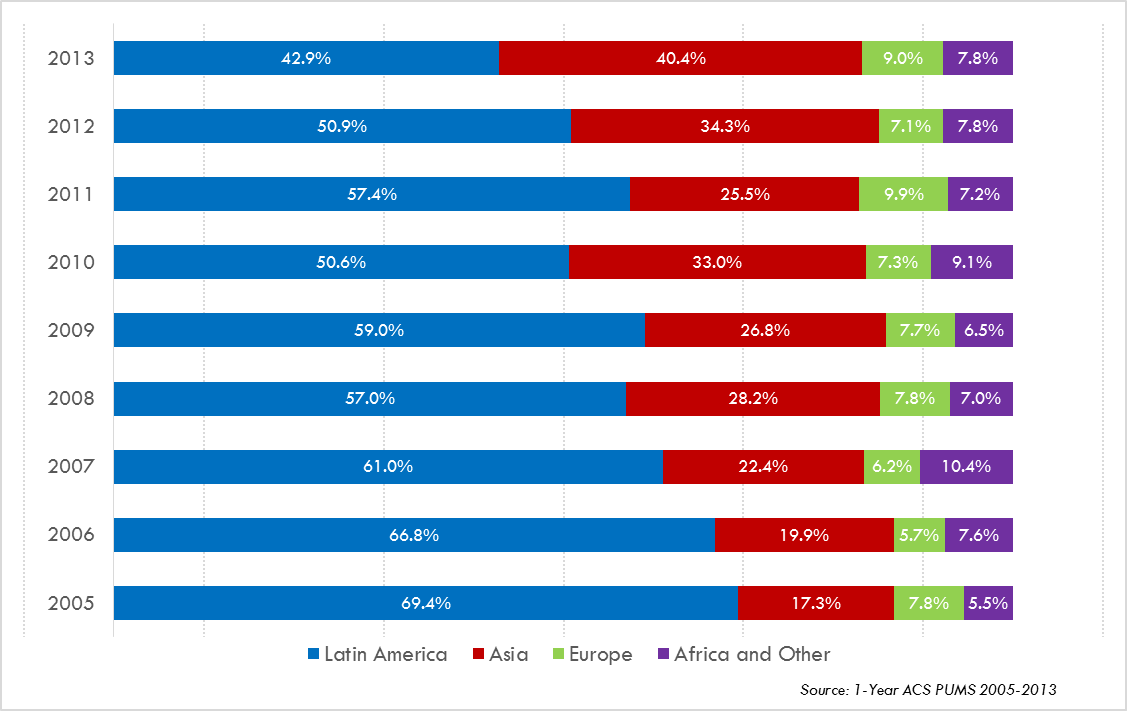 2013 42.9% 40.4% 9.0% 7.8%
2012 50.9% 34.3% 7.1% 7.8%
2011 57.4% 25.5% 9.9% 7.2%
2010 50.6% 33.0% 7.3% 9.1%
2009 59.0% 26.8% 7.7% 6.5%
2008 57.0% 28.2% 7.8% 7.0%
2007 61.0% 22.4% 6.2% 10.4%
2006 66.8% 19.9% 5.7% 7.6%
2005 69.4% 17.3% 7.8% 5.5%
Latin America Asia Europe Africa and Other
Source: 1-Year ACS PUMS 2005-2013